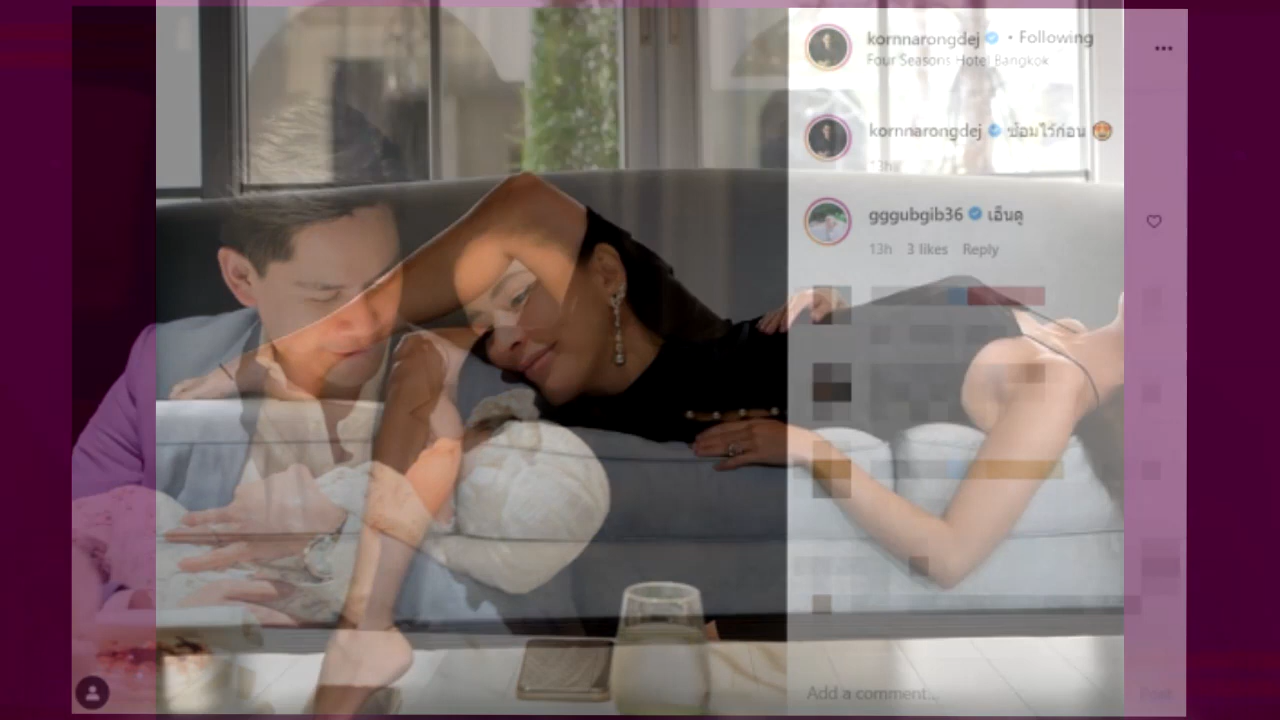 kornnarongdej • Following
Four Seasons Hotel Bangkok
kornnarongdej ซ้อมไว้ก่อน
13h
gggubgib36 เอ็นดู
13h 3 likes Reply
Add a comment...
Post